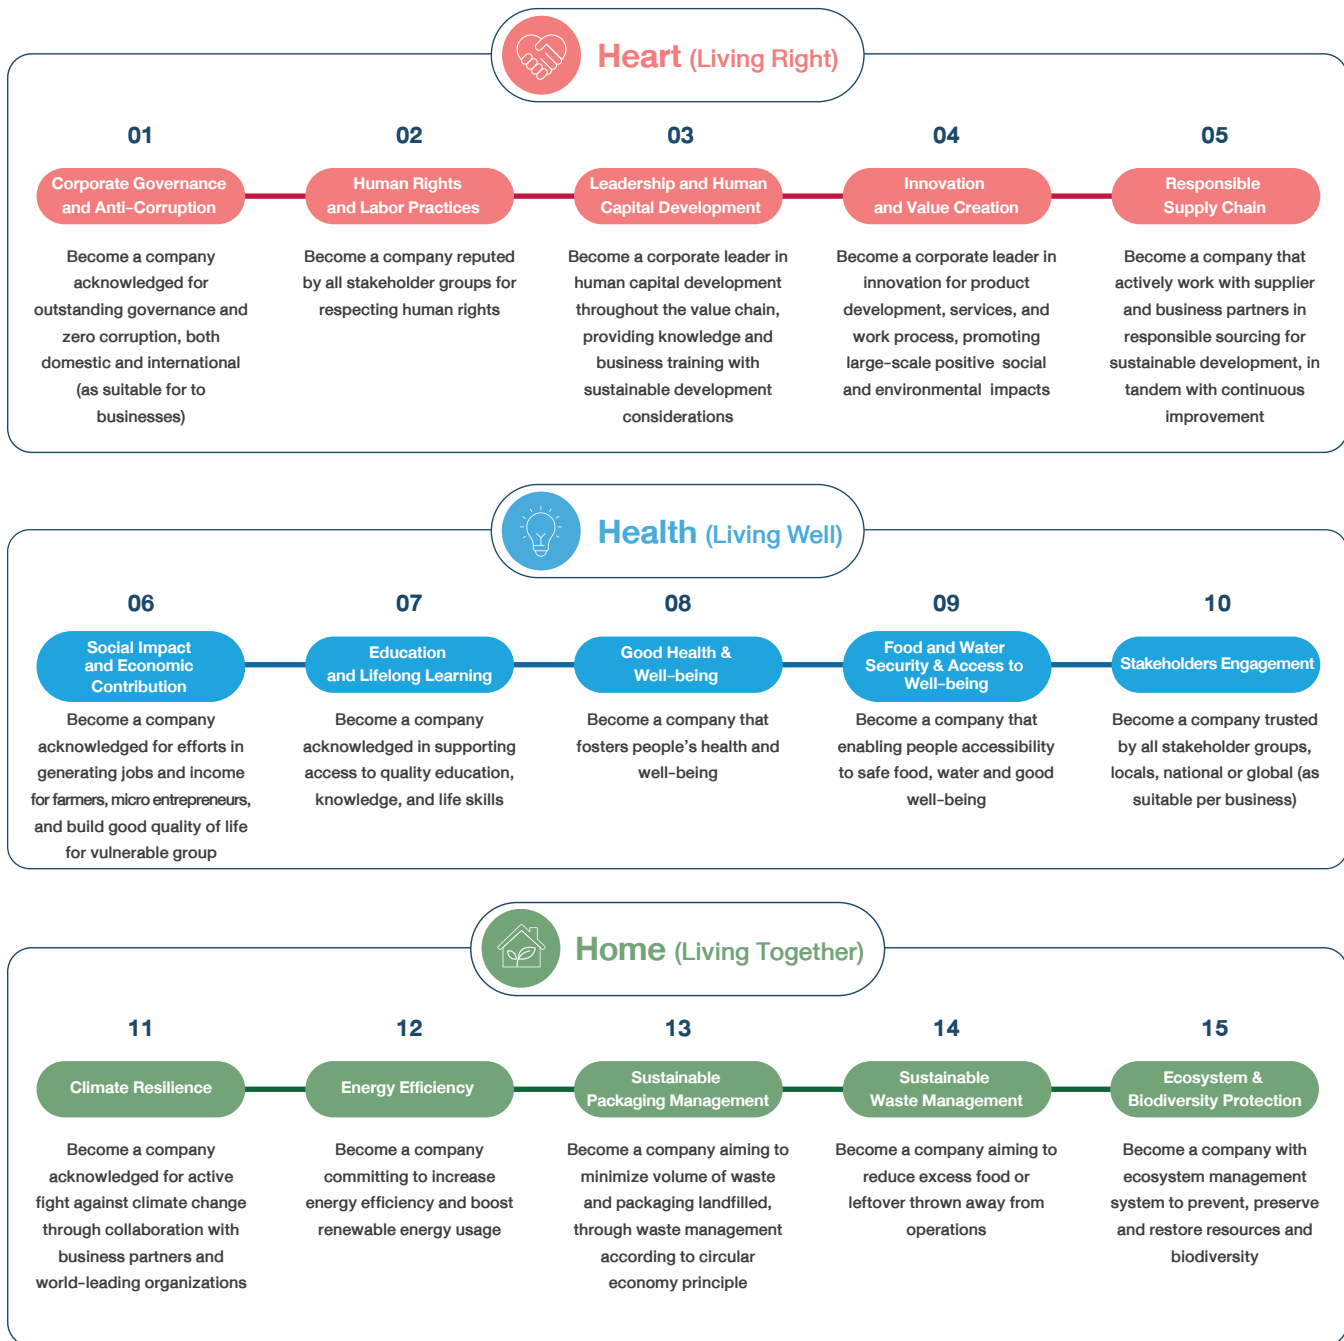 Heart (Living Right)
01
Corporate Governance
and Anti-Corruption
Become a company
acknowledged for
outstanding governance and
zero corruption, both
domestic and international
(as suitable for to
businesses)
02
Human Rights
and Labor Practices
Become a company reputed
by all stakeholder groups for
respecting human rights
03
Leadership and Human
Capital Development
Become a corporate leader in
human capital development
throughout the value chain,
providing knowledge and
business training with
sustainable development
considerations
04
Innovation
and Value Creation
Become a corporate leader in
innovation for product
development, services, and
work process, promoting
large-scale positive social
and environmental impacts
05
Responsible
Supply Chain
Become a company that
actively work with supplier
and business partners in
responsible sourcing for
sustainable development, in
tandem with continuous
improvement
Health (Living Well)
06
Social Impact
and Economic
Contribution
Become a company
acknowledged for efforts in
generating jobs and income
for farmers, micro entrepreneurs,
and build good quality of life
for vulnerable group
07
Education
and Lifelong Learning
Become a company
acknowledged in supporting
access to quality education,
knowledge, and life skills
08
Good Health &
Well-being
Become a company that
fosters people's health and
well-being
09
Food and Water
Security & Access to
Well-being
Become a company that
enabling people accessibility
to safe food, water and good
well-being
10
Stakeholders Engagement
Become a company trusted
by all stakeholder groups,
locals, national or global (as
suitable per business)
Home (Living Together)
11
Climate Resilience
Become a company
acknowledged for active
fight against climate change
through collaboration with
business partners and
world-leading organizations
12
Energy Efficiency
Become a company
committing to increase
energy efficiency and boost
renewable energy usage
13
Sustainable
Packaging Management
Become a company aiming to
minimize volume of waste
and packaging landfilled,
through waste management
according to circular
economy principle
14
Sustainable
Waste Management
Become a company aiming to
reduce excess food or
leftover thrown away from
operations
15
Ecosystem &
Biodiversity Protection
Become a company with
ecosystem management
system to prevent, preserve
and restore resources and
biodiversity